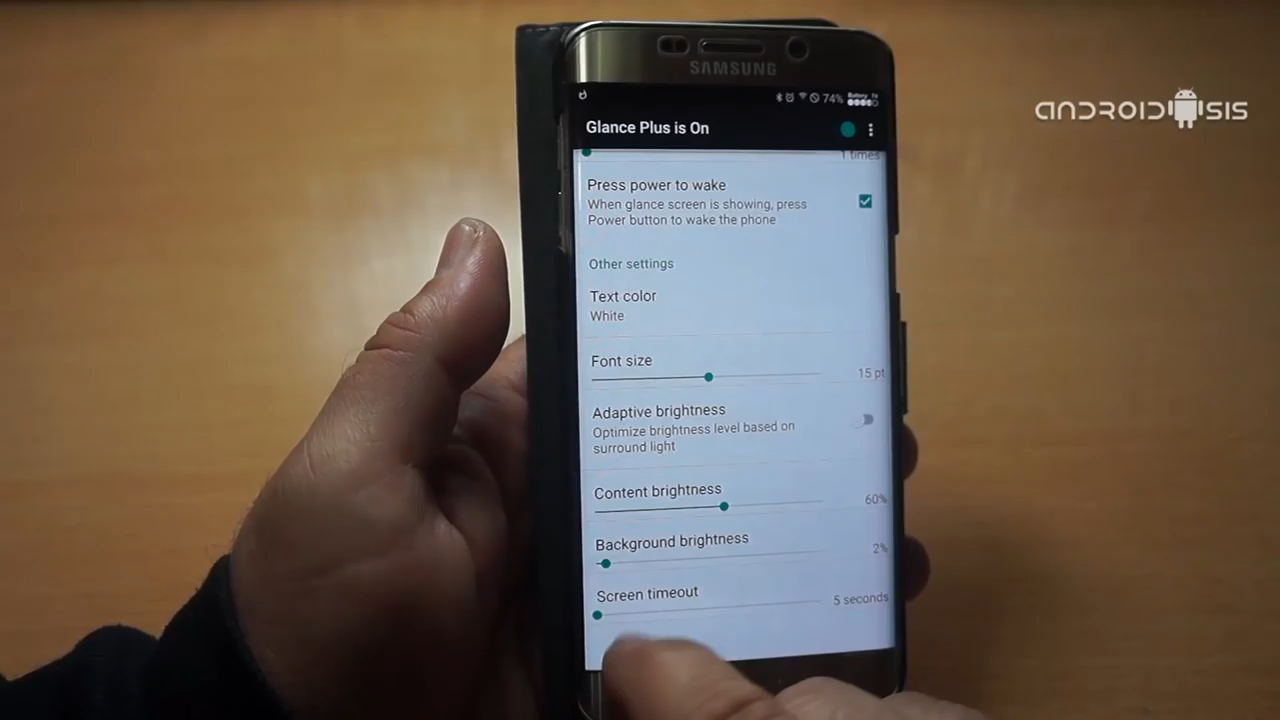 SAMSUNG
74%
Glance Plus is On
1 times
Press power to wake
When glance screen is showing, press
Power button to wake the phone
Other settings
Text color
White
Font size
15 pt
Adaptive brightness
Optimize brightness level based on
surround light
Content brightness
60%
Background brightness
2%
Screen timeout
5 seconds
ANDROIDSIS